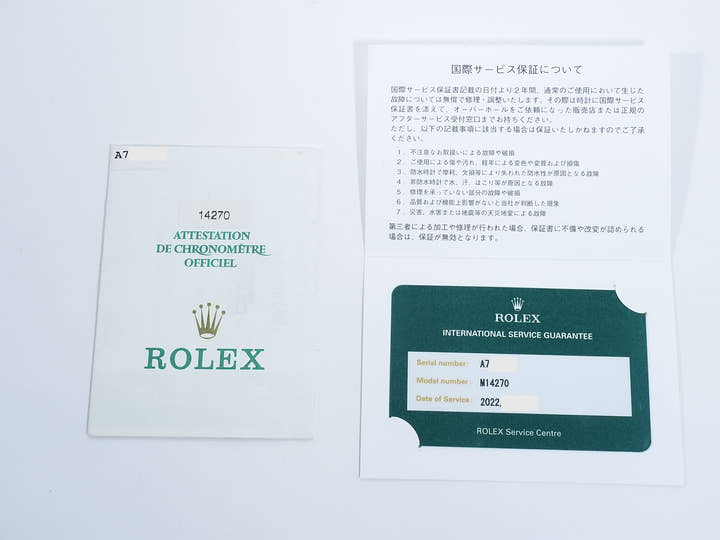 A7
14270
ATTESTATION
DE CHRONOMÈTRE
OFFICIEL
ROLEX
国際サービス保証について
国際サービス保証書記載の日付より2年間、通常のご使用において生じた
故障については無償で修理・調整いたします。その際は時計に国際サービス
保証書を添えて、オーバーホールをご依頼になった販売店または正規の
アフターサービス受付窓口までお持ちください。
ただし、以下の記載事項に該当する場合は保証いたしかねますのでご了承
ください。
1. 不注意なお取扱いによる故障や破損
2. ご使用による傷や汚れ、経年による変色や変質および損傷
3. 防水時計で摩耗、欠損等により失われた防水性が原因となる故障
4. 非防水時計で水、汗、ほこり等が原因となる故障
5. 修理を承っていない部分の故障や破損
6. 品質および機能上影響がないと当社が判断した現象
7. 災害、水害または地震等の天災地変による故障
第三者による加工や修理が行われた場合、保証書に不備や改変が認められる
場合は、保証が無効となります。
ROLEX
INTERNATIONAL SERVICE GUARANTEE
Serial number: A7
Model number: M14270
Date of Service: 2022.
ROLEX Service Centre